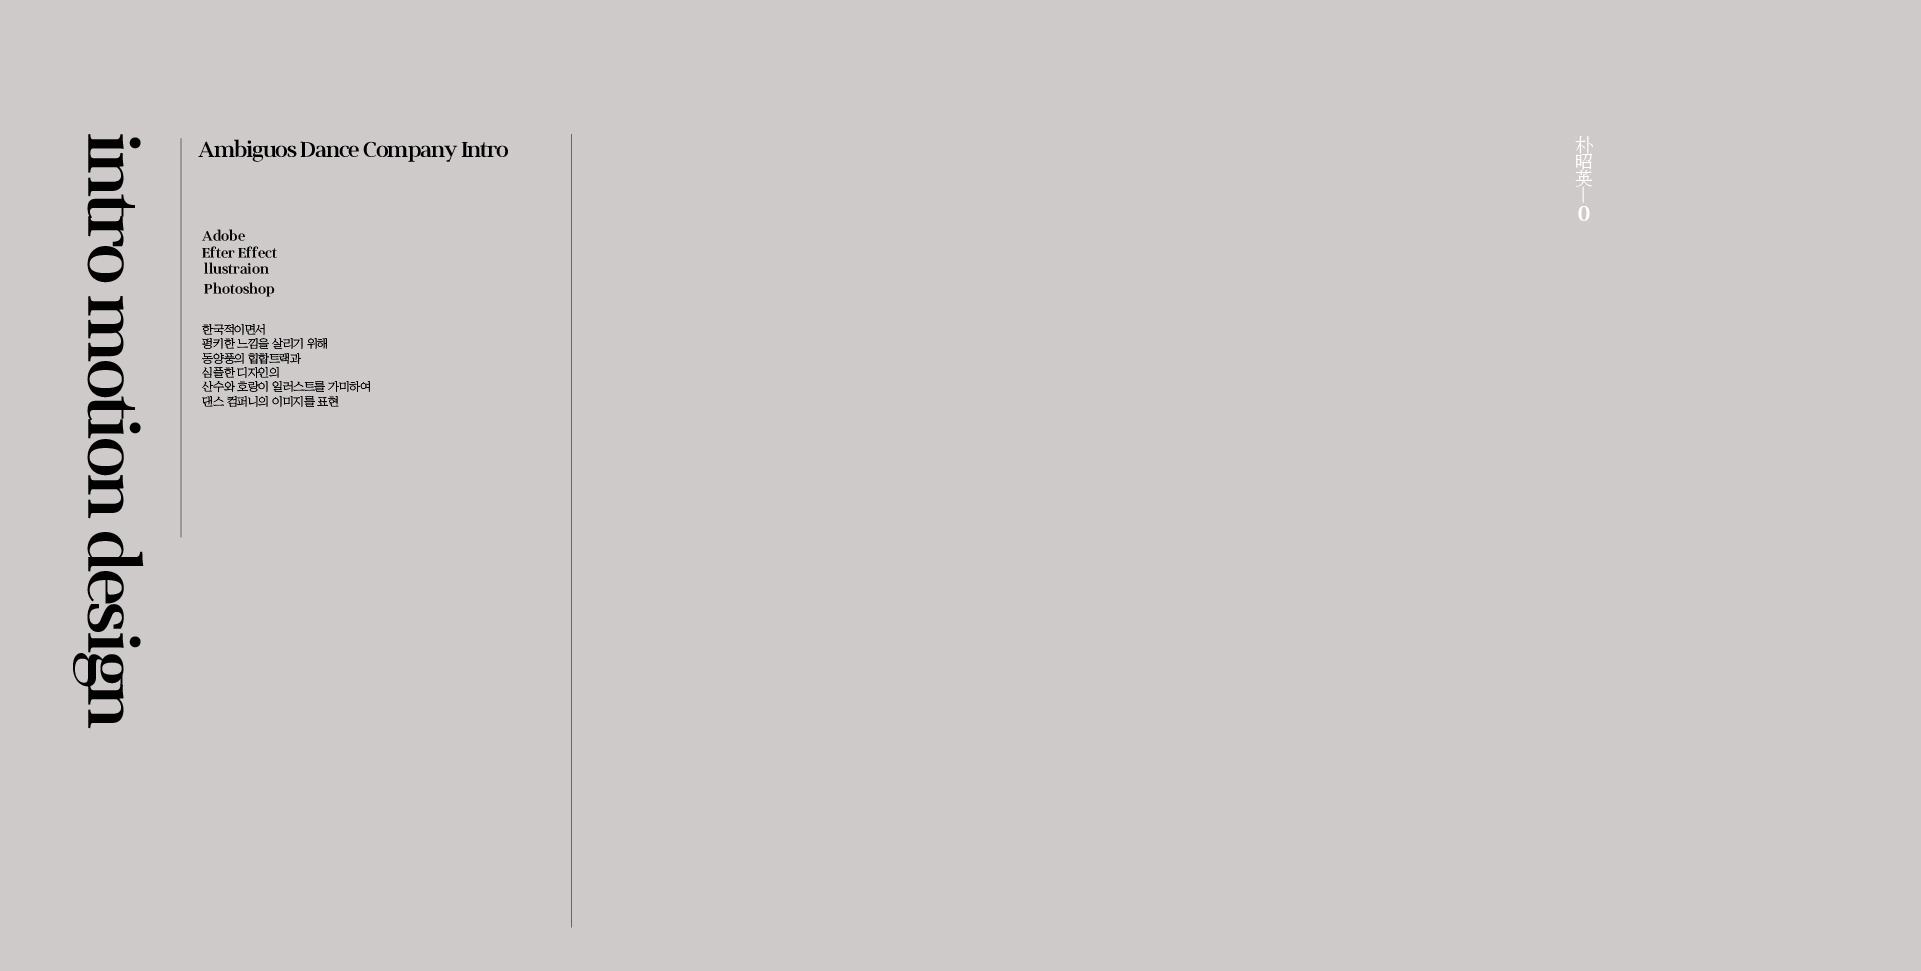 intro motion design
Ambiguos Dance Company Intro
Adobe
Efter Effect
llustraion
Photoshop
한국적이면서
펑키한 느낌을 살리기 위해
동양풍의 힙합트랙과
심플한 디자인의
산수와 호랑이 일러스트를 가미하여
댄스 컴퍼니의 이미지를 표현
朴昭英ㅡ0